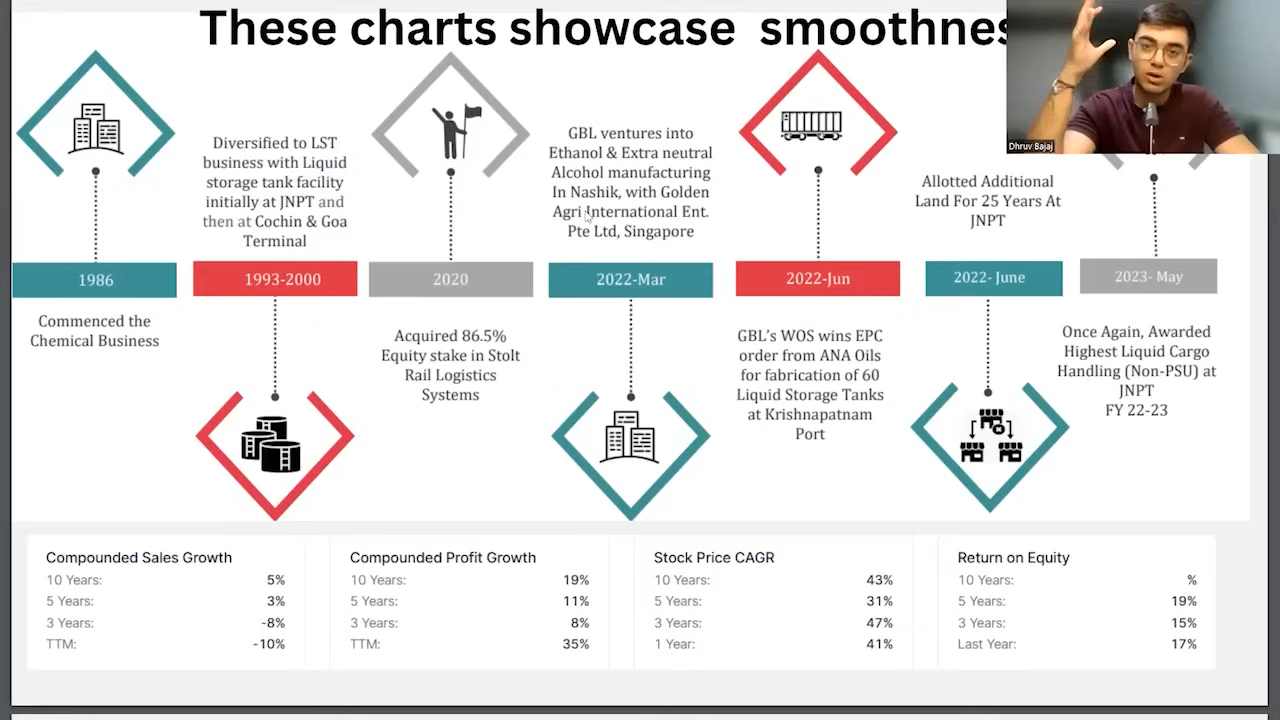 These charts showcase smoothnes
Dhruv Bajaj
Diversified to LST
business with Liquid
storage tank facility
initially at JNPT and
then at Cochin & Goa
Terminal
GBL ventures into
Ethanol & Extra neutral
Alcohol manufacturing
In Nashik, with Golden
Agri International Ent.
Pte Ltd, Singapore
Allotted Additional
Land For 25 Years At
JNPT
1986
1993-2000
2020
2022-Mar
2022-Jun
2022- June
2023- May
Commenced the
Chemical Business
Acquired 86.5%
Equity stake in Stolt
Rail Logistics
Systems
GBL's WOS wins EPC
order from ANA Oils
for fabrication of 60
Liquid Storage Tanks
at Krishnapatnam
Port
Once Again, Awarded
Highest Liquid Cargo
Handling (Non-PSU) at
JNPT
FY 22-23
Compounded Sales Growth
10 Years: 5%
5 Years: 3%
3 Years: -8%
TTM: -10%
Compounded Profit Growth
10 Years: 19%
5 Years: 11%
3 Years: 8%
TTM: 35%
Stock Price CAGR
10 Years: 43%
5 Years: 31%
3 Years: 47%
1 Year: 41%
Return on Equity
10 Years: %
5 Years: 19%
3 Years: 15%
Last Year: 17%